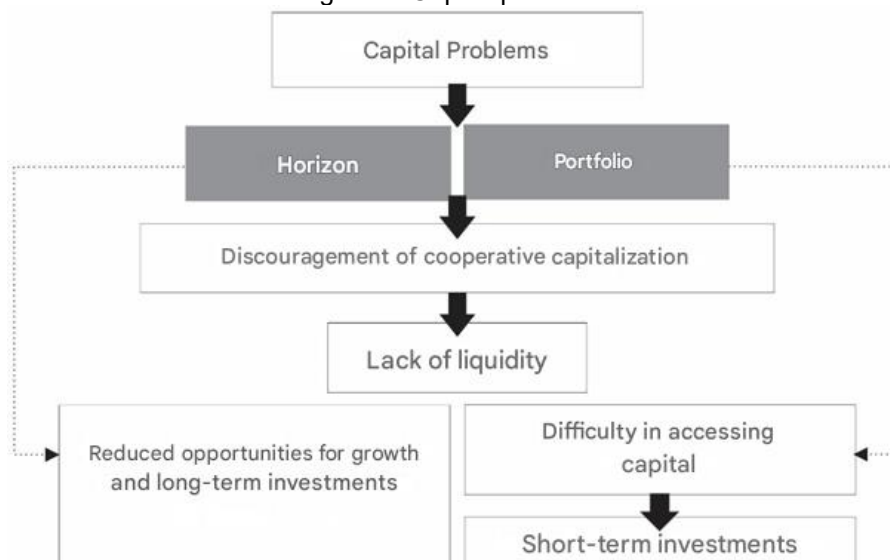 Capital Problems
Horizon
Portfolio
Discouragement of cooperative capitalization
Lack of liquidity
Reduced opportunities for growth
and long-term investments
Difficulty in accessing
capital
Short-term investments